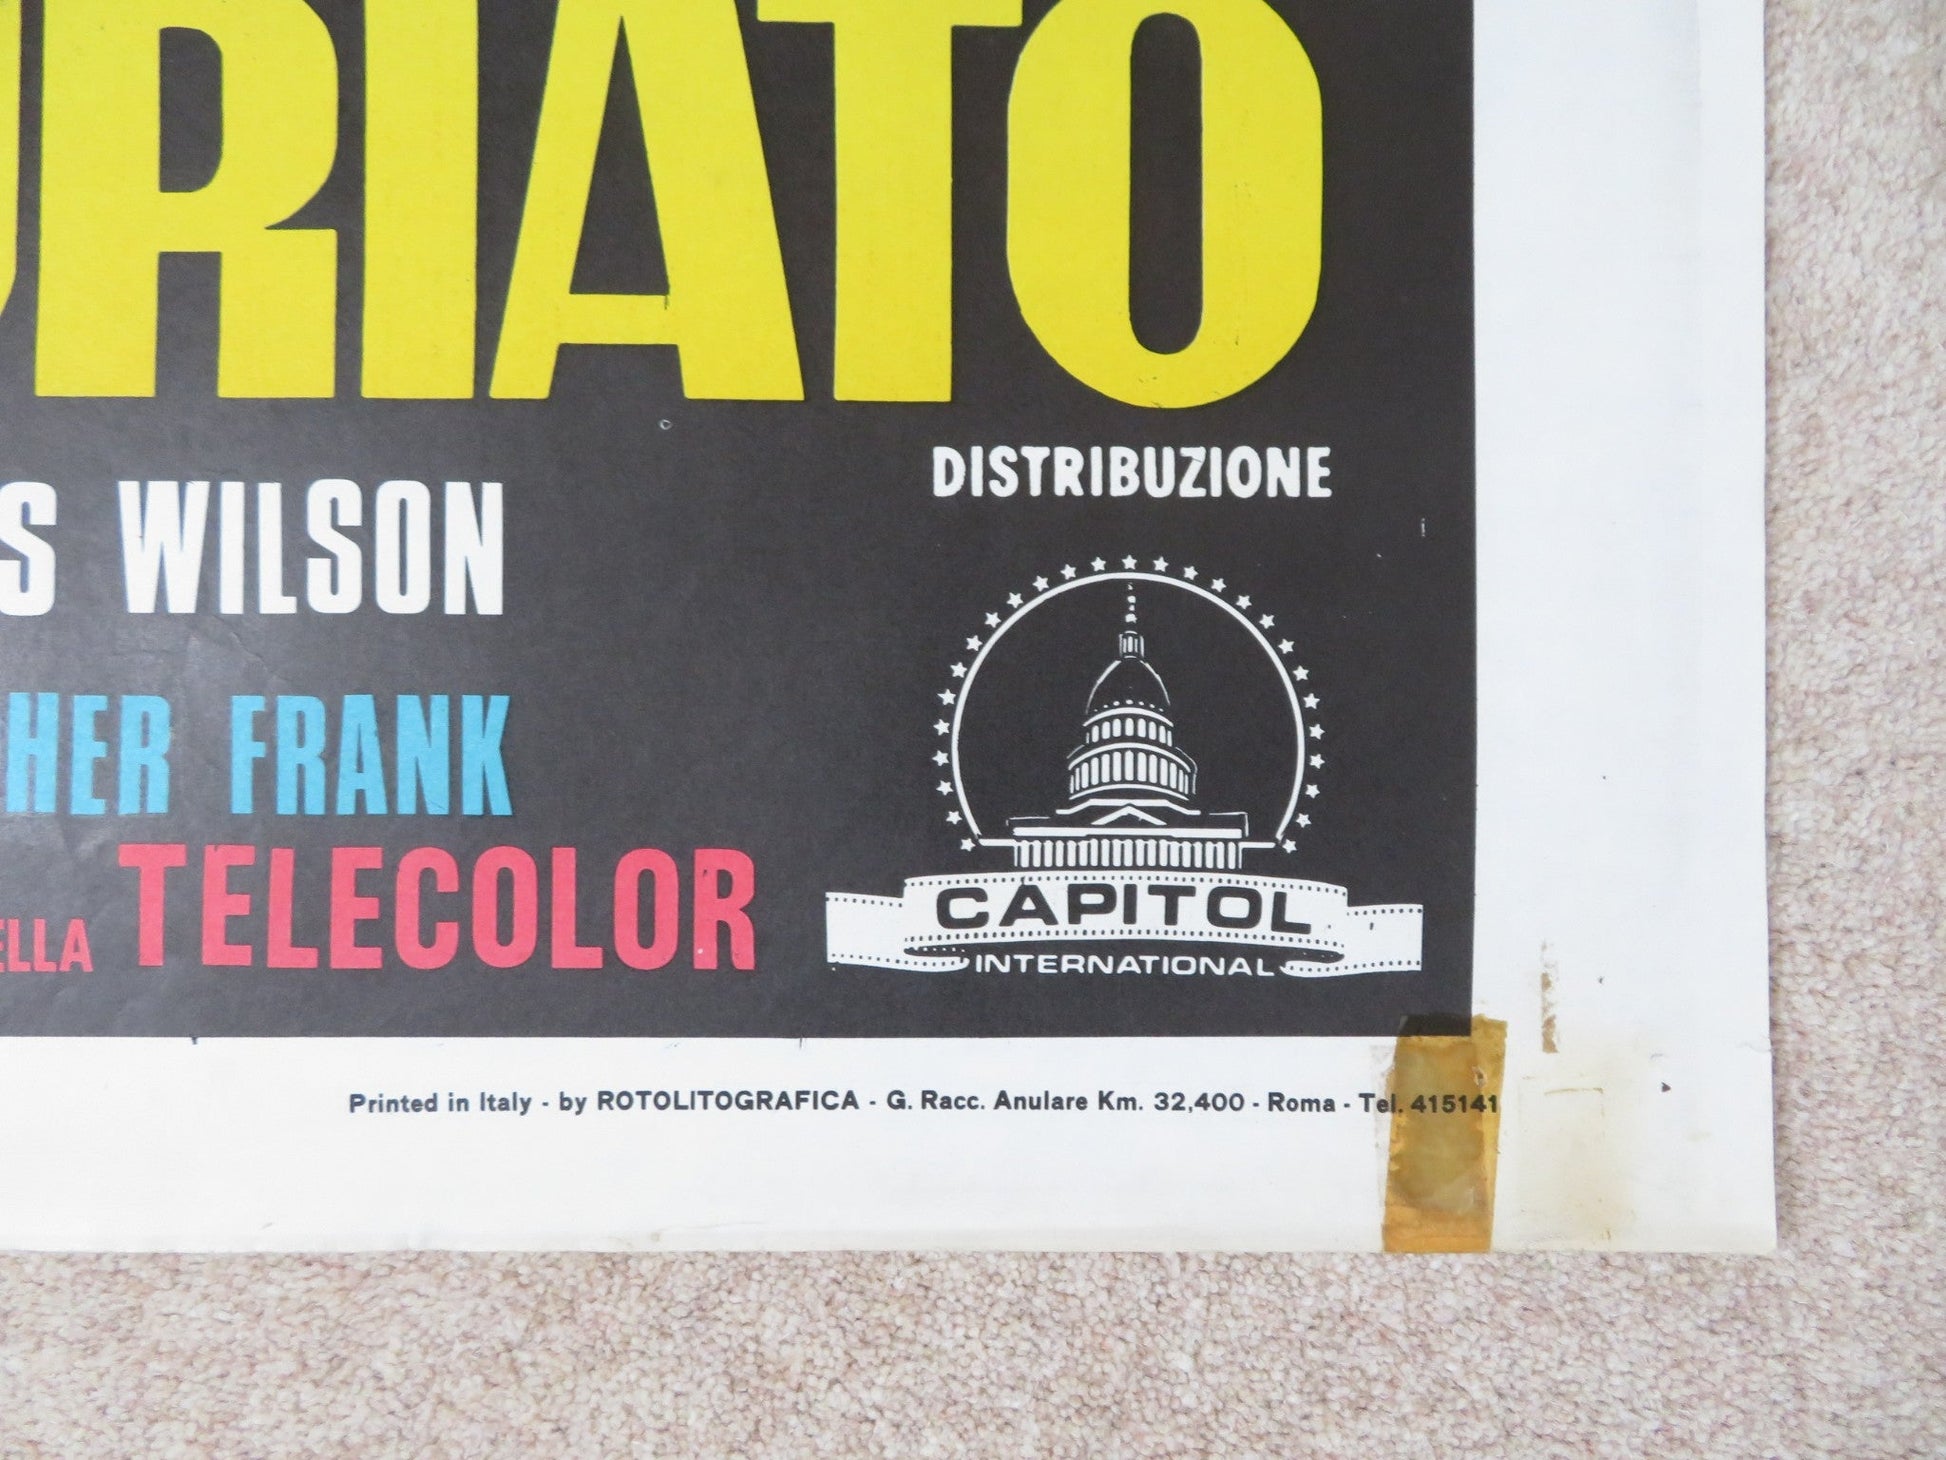 URIATO
DISTRIBUZIONE
S WILSON
HER FRANK
ELLA TELECOLOR
CAPITOL
INTERNATIONAL
Printed in Italy - by ROTOLITOGRAFICA - G. Racc. Anulare Km. 32,400 - Roma - Tel. 415141